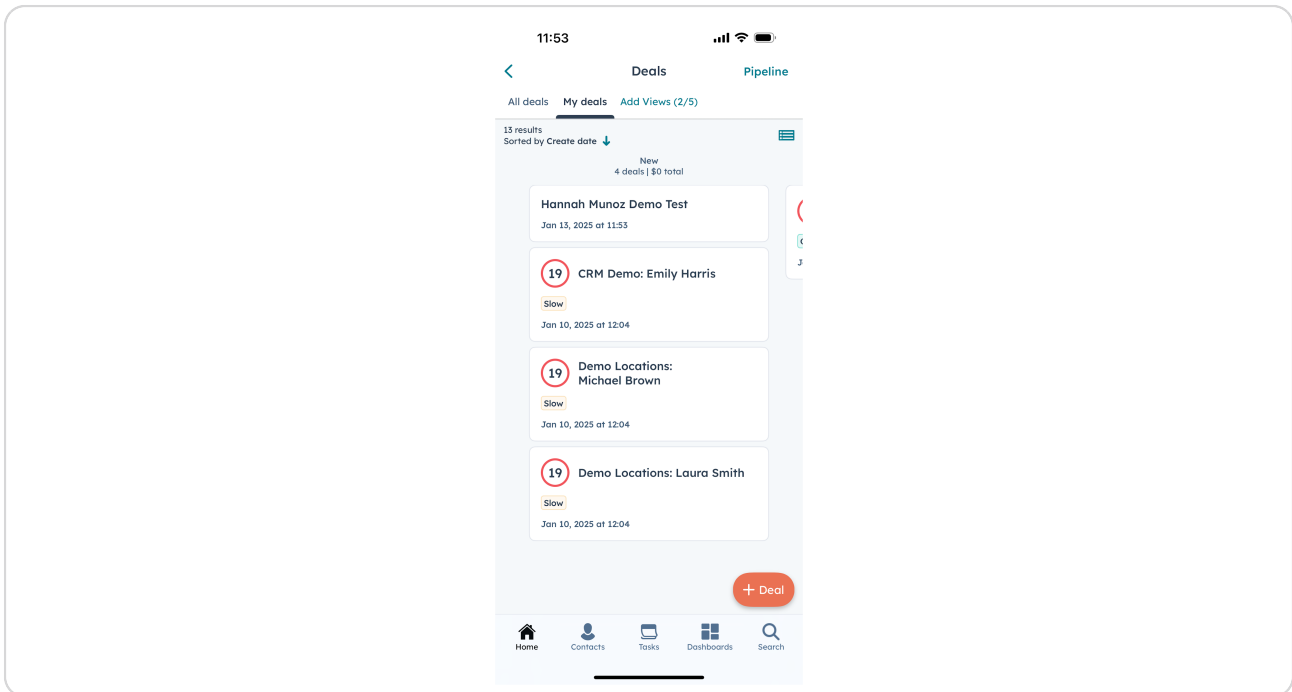 11:53
Deals
Pipeline
All deals
My deals
Add Views (2/5)
13 results
Sorted by Create date
New
4 deals | $0 total
Hannah Munoz Demo Test
Jan 13, 2025 at 11:53
19
CRM Demo: Emily Harris
Slow
Jan 10, 2025 at 12:04
19
Demo Locations:
Michael Brown
Slow
Jan 10, 2025 at 12:04
19
Demo Locations: Laura Smith
Slow
Jan 10, 2025 at 12:04
+ Deal
Home
Contacts
Tasks
Dashboards
Search